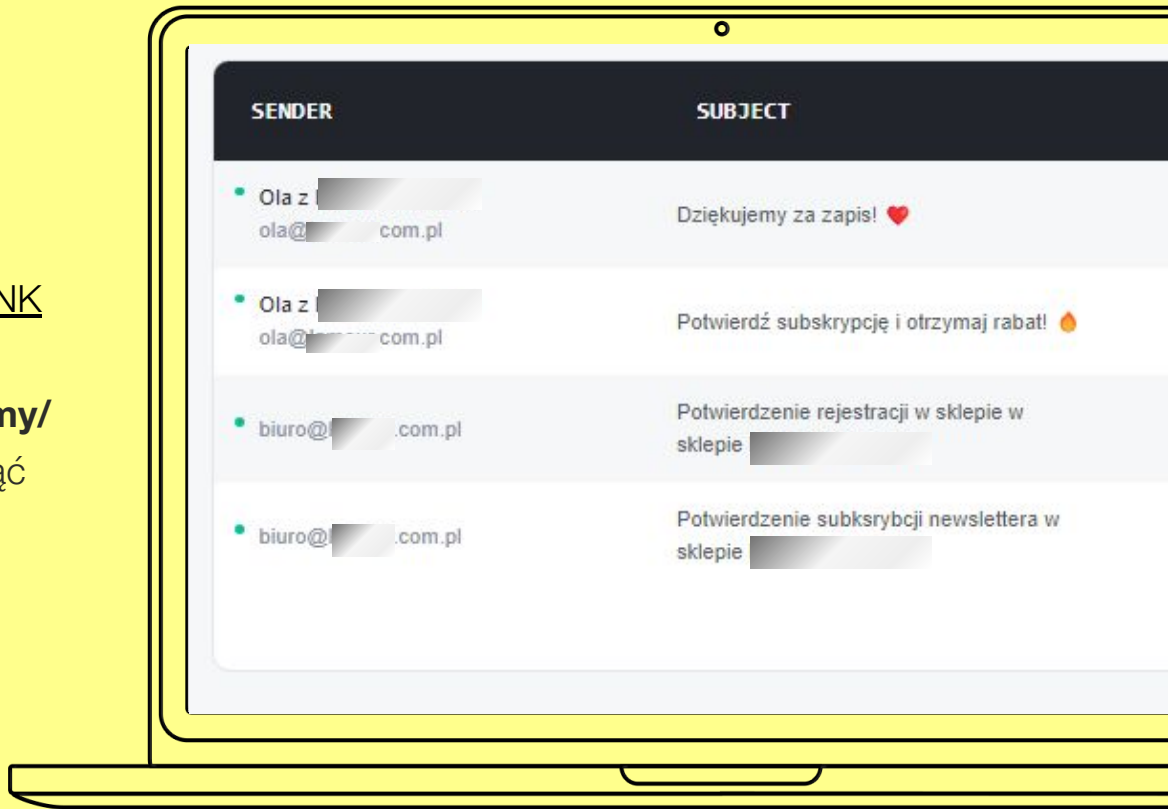 NK
my/
ąć
SENDER SUBJECT
Ola z
ola@ com.pl
Dziękujemy za zapis! ❤️
Ola z
ola@ com.pl
Potwierdź subskrypcję i otrzymaj rabat! 🔥
biuro@ .com.pl
Potwierdzenie rejestracji w sklepie w
sklepie
biuro@ .com.pl
Potwierdzenie subksrybcji newslettera w
sklepie